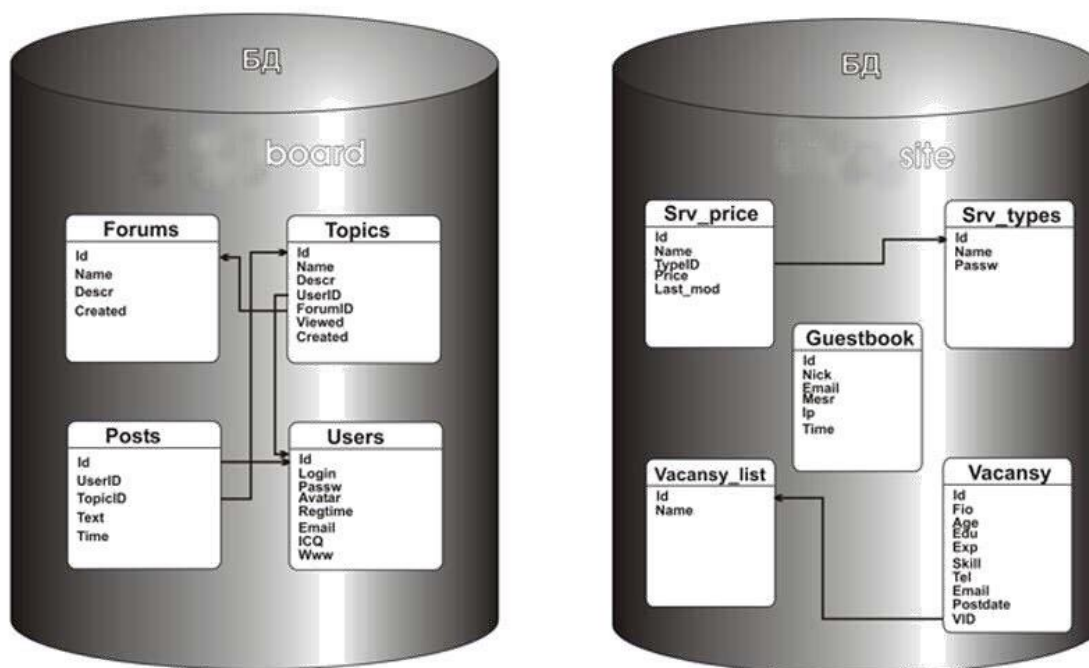 БД
board
Forums
Id
Name
Descr
Created
Topics
Id
Name
Descr
UserID
ForumID
Viewed
Created
Posts
Id
UserID
TopicID
Text
Time
Users
Id
Login
Passw
Avatar
Regtime
Email
ICQ
Www
БД
site
Srv_price
Id
Name
TypeID
Price
Last_mod
Srv_types
Id
Name
Passw
Guestbook
Id
Nick
Email
Mesr
Ip
Time
Vacansy_list
Id
Name
Vacansy
Id
Fio
Age
Edu
Exp
Skill
Tel
Email
Postdate
VID